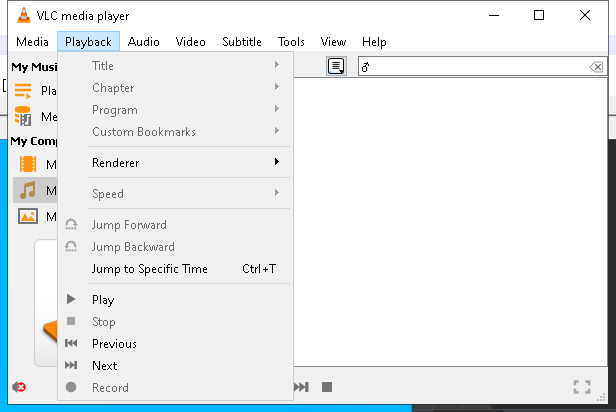 VLC media player
Media Playback Audio Video Subtitle Tools View Help
My Musi
Title
♂
Pla
Chapter
Me
Program
Custom Bookmarks
My Comp
M
Renderer
M
Speed
M
Jump Forward
Jump Backward
Jump to Specific Time Ctrl+T
Play
Stop
Previous
Next
Record